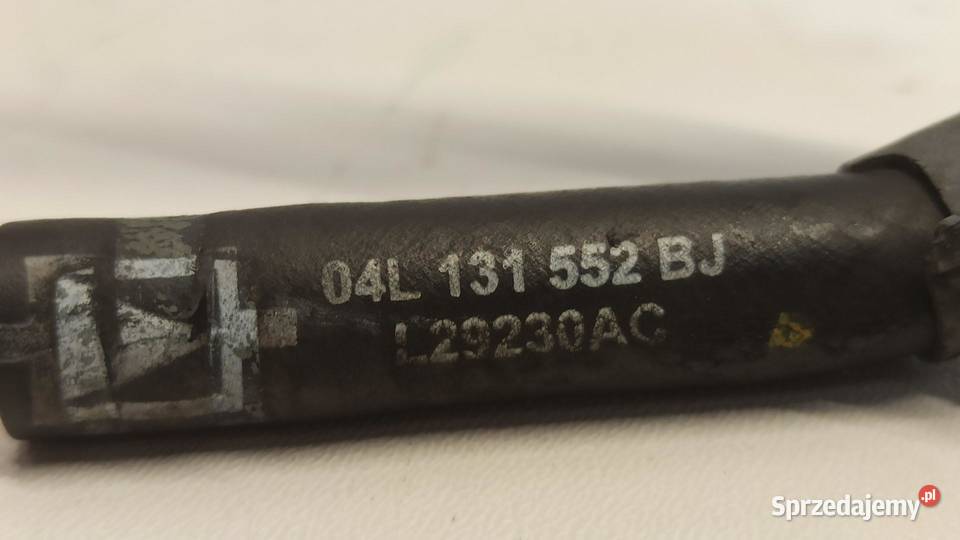 04L 131 552 BJ
L29230AC
Sprzedajemy.pl